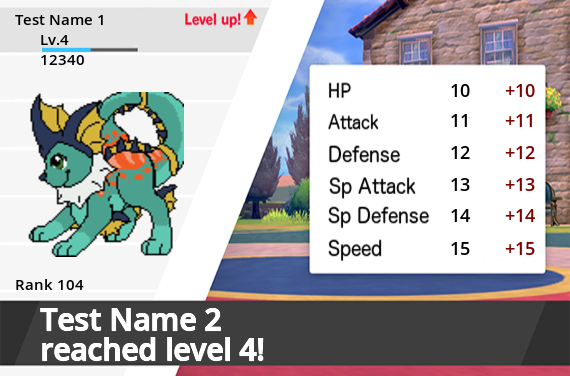 Test Name 1
Level up!
Lv.4
12340
HP 10 +10
Attack 11 +11
Defense 12 +12
Sp Attack 13 +13
Sp Defense 14 +14
Speed 15 +15
Rank 104
Test Name 2
reached level 4!